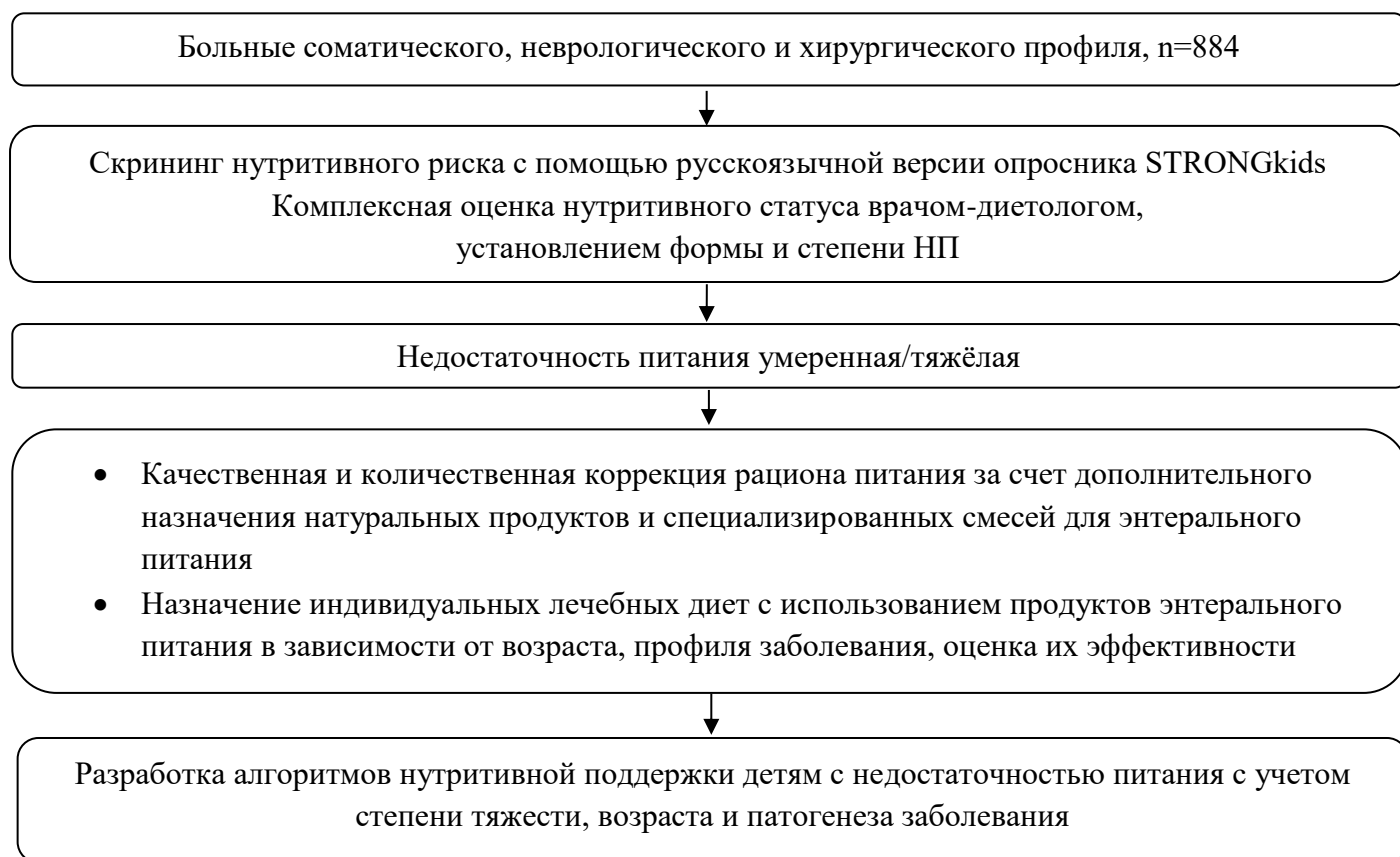 Больные соматического, неврологического и хирургического профиля, n=884
Скрининг нутритивного риска с помощью русскоязычной версии опросника STRONGkids
Комплексная оценка нутритивного статуса врачом-диетологом,
установлением формы и степени НП
Недостаточность питания умеренная/тяжёлая
• Качественная и количественная коррекция рациона питания за счет дополнительного
назначения натуральных продуктов и специализированных смесей для энтерального
питания
• Назначение индивидуальных лечебных диет с использованием продуктов энтерального
питания в зависимости от возраста, профиля заболевания, оценка их эффективности
Разработка алгоритмов нутритивной поддержки детям с недостаточностью питания с учетом
степени тяжести, возраста и патогенеза заболевания